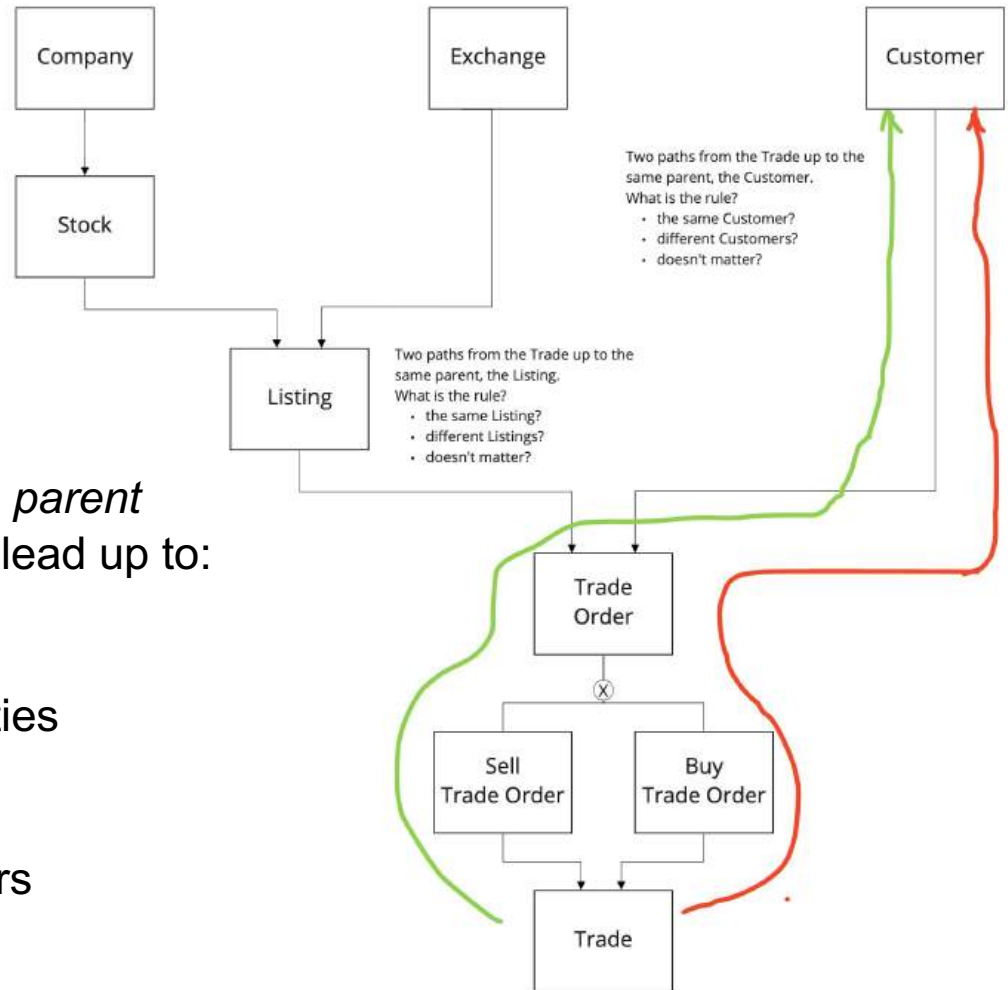 Company
Exchange
Customer
Two paths from the Trade up to the
same parent, the Customer.
What is the rule?
• the same Customer?
• different Customers?
• doesn't matter?
Stock
Listing
Two paths from the Trade up to the
same parent, the Listing.
What is the rule?
• the same Listing?
• different Listings?
• doesn't matter?
parent
lead up to:
Trade
Order
X
ties
Sell
Trade Order
Buy
Trade Order
rs
Trade